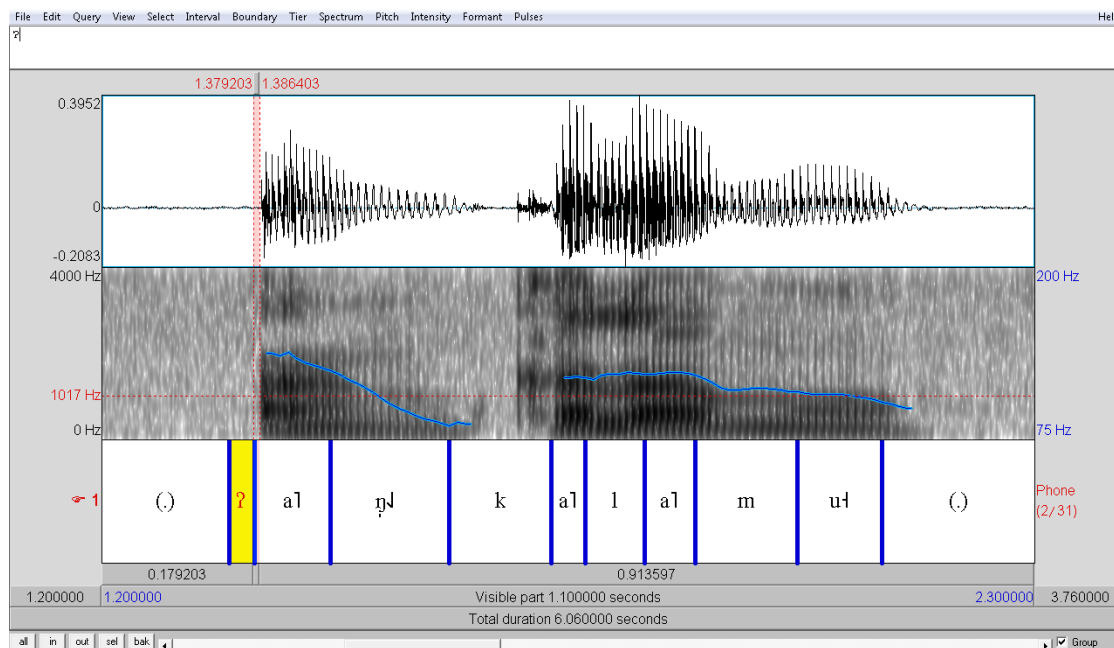 File Edit Query View Select Interval Boundary Tier Spectrum Pitch Intensity Formant Pulses Hel
ʔ
1.379203 1.386403
0.3952
0
-0.2083
4000 Hz 200 Hz
1017 Hz
0 Hz 75 Hz
☞ 1 (.) ʔ a˥ ŋ̩˨˩ k a˥ l a˥ m u˧ (.) Phone
(2/31)
0.179203 0.913597
1.200000 1.200000 Visible part 1.100000 seconds 2.300000 3.760000
Total duration 6.060000 seconds
all in out sel bak Group